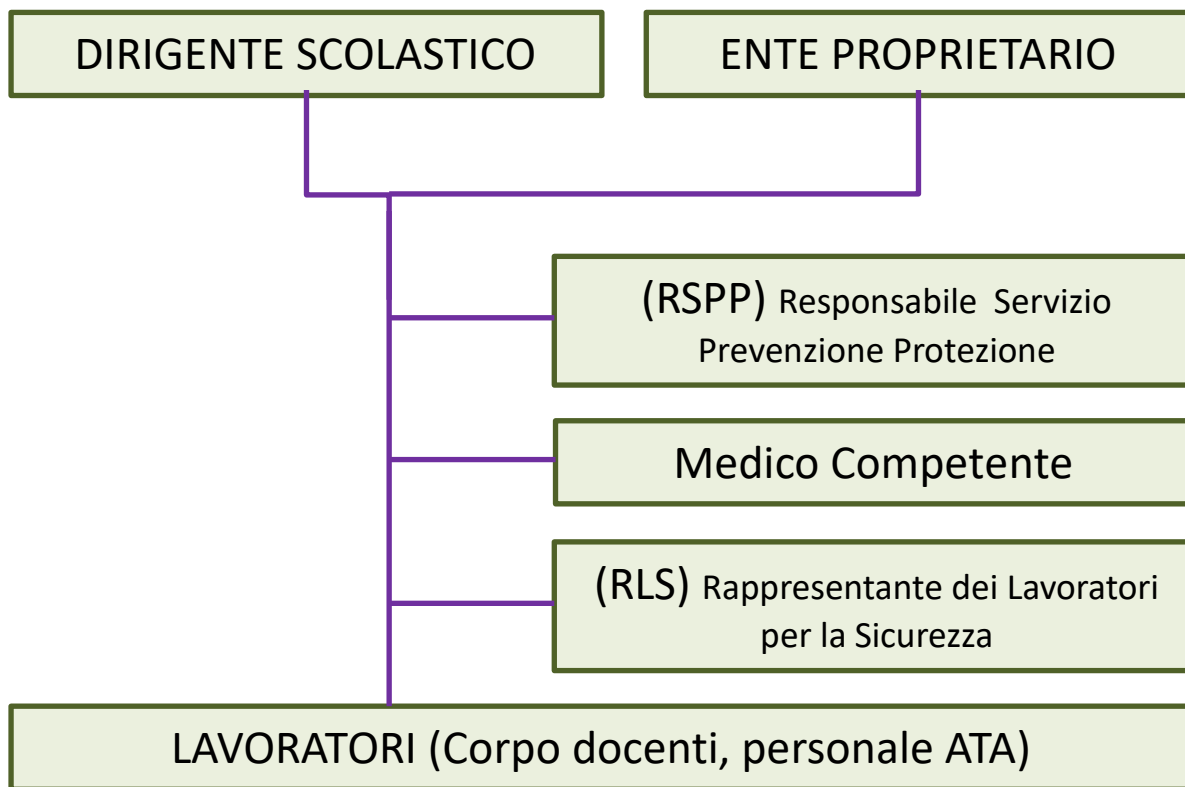 DIRIGENTE SCOLASTICO
ENTE PROPRIETARIO
(RSPP) Responsabile Servizio
Prevenzione Protezione
Medico Competente
(RLS) Rappresentante dei Lavoratori
per la Sicurezza
LAVORATORI (Corpo docenti, personale ATA)